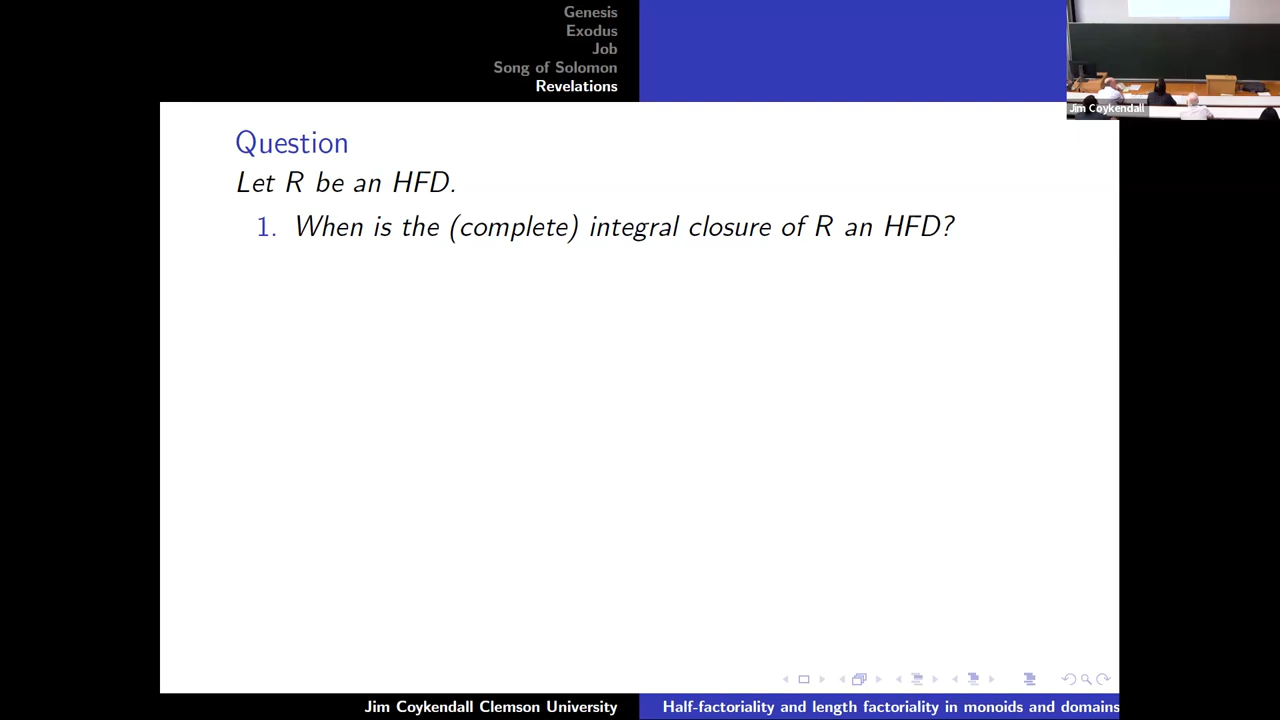 Genesis
Exodus
Job
Song of Solomon
Revelations
Jim Coykendall
Question
Let R be an HFD.
1. When is the (complete) integral closure of R an HFD?
Jim Coykendall Clemson University
Half-factoriality and length factoriality in monoids and domains